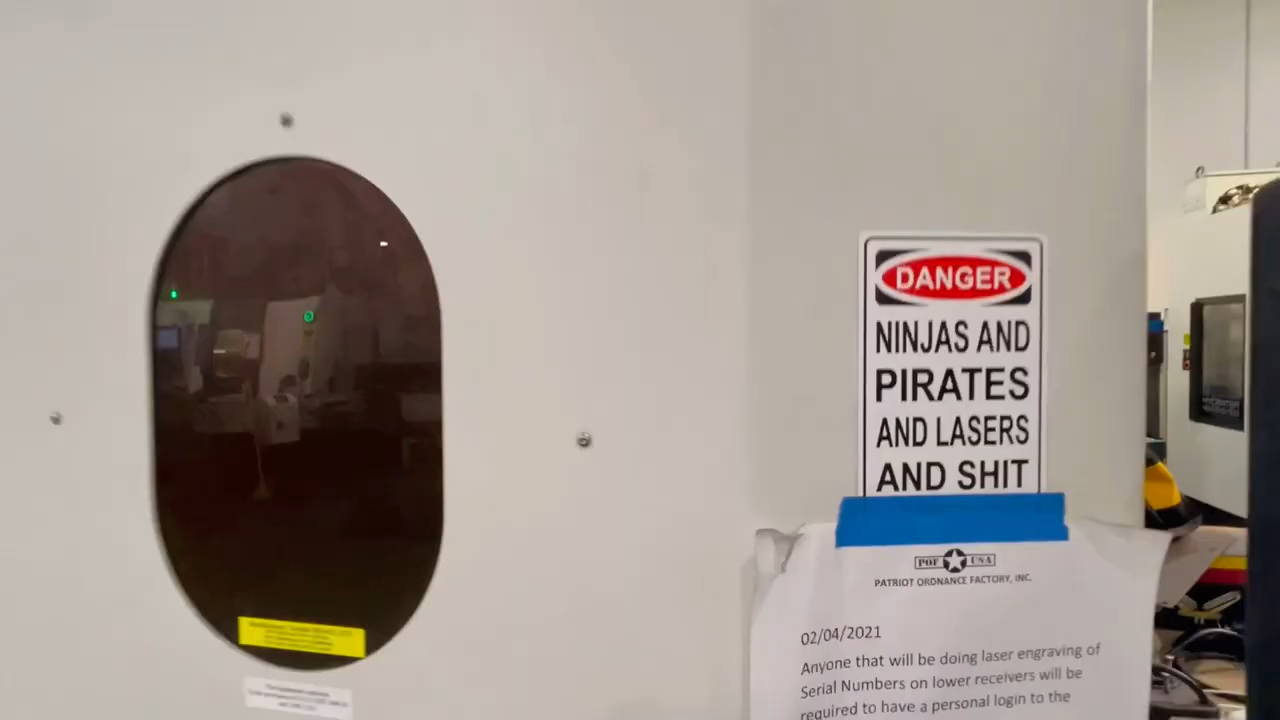 DANGER
NINJAS AND
PIRATES
AND LASERS
AND SHIT
POF USA
PATRIOT ORDNANCE FACTORY, INC.
02/04/2021
Anyone that will be doing laser engraving of
Serial Numbers on lower receivers will be
required to have a personal login to the